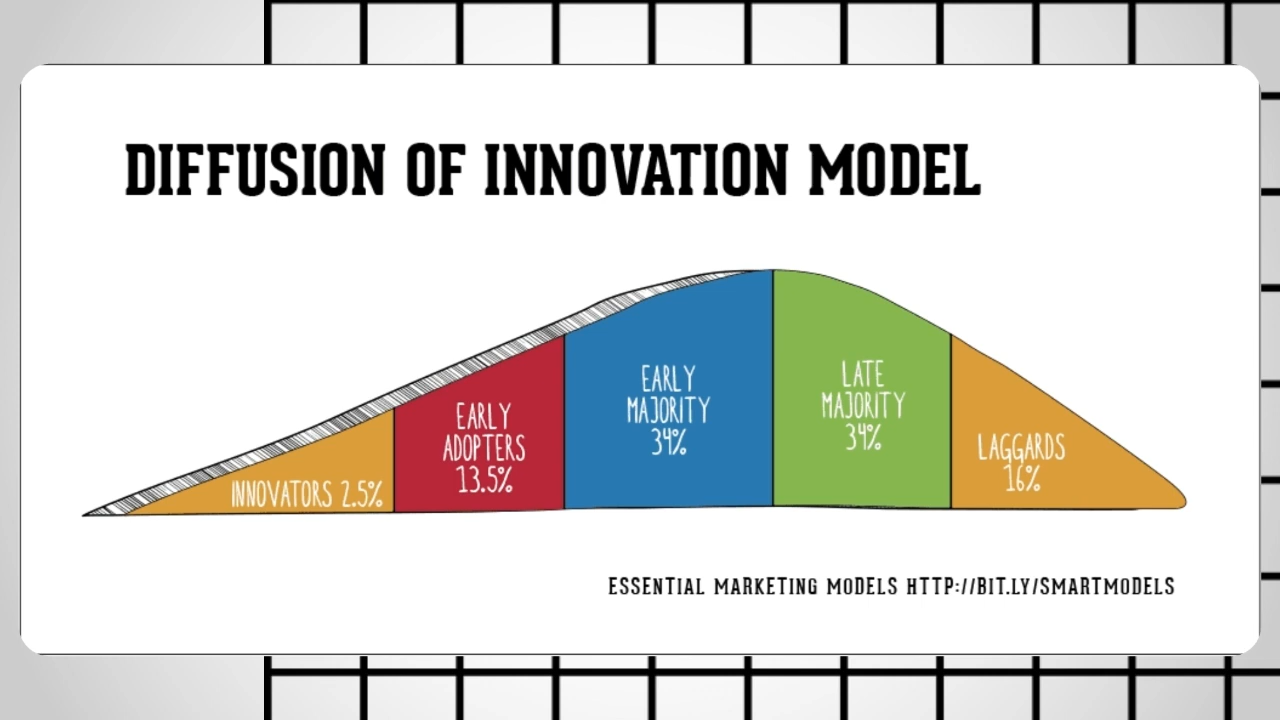 DIFFUSION OF INNOVATION MODEL
INNOVATORS 2.5%
EARLY
ADOPTERS
13.5%
EARLY
MAJORITY
34%
LATE
MAJORITY
34%
LAGGARDS
16%
ESSENTIAL MARKETING MODELS HTTP://BIT.LY/SMARTMODELS